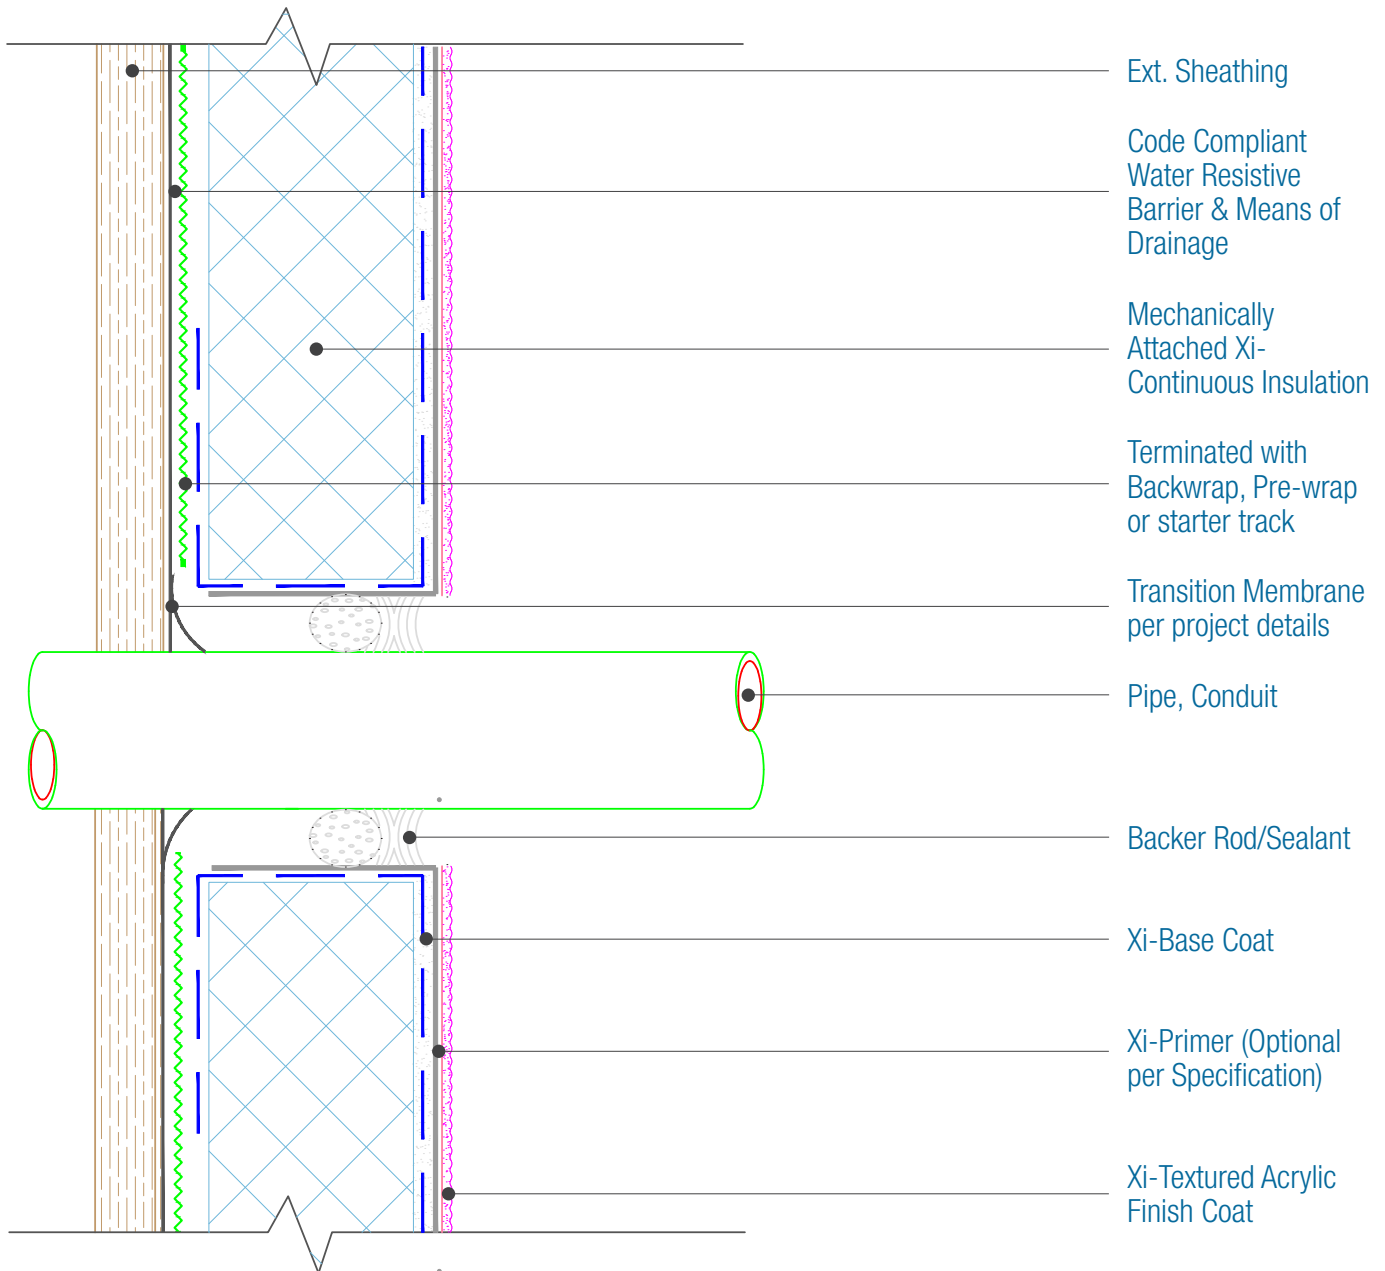 Ext. Sheathing
Code Compliant
Water Resistive
Barrier & Means of
Drainage
Mechanically
Attached Xi-
Continuous Insulation
Terminated with
Backwrap, Pre-wrap
or starter track
Transition Membrane
per project details
Pipe, Conduit
Backer Rod/Sealant
Xi-Base Coat
Xi-Primer (Optional
per Specification)
Xi-Textured Acrylic
Finish Coat